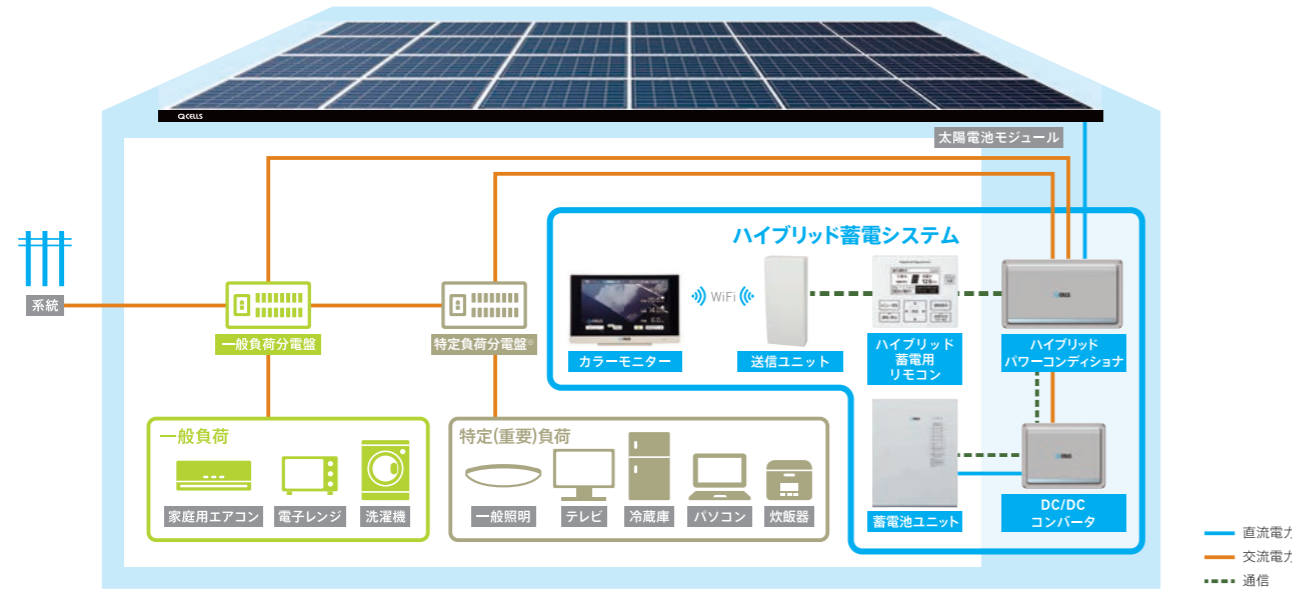 QCELLS
太陽電池モジュール
ハイブリッド蓄電システム
系統
WiFi
一般負荷分電盤
特定負荷分電盤※
カラーモニター
送信ユニット
ハイブリッド
蓄電用
リモコン
ハイブリッド
パワーコンディショナ
一般負荷
家庭用エアコン
電子レンジ
洗濯機
特定(重要)負荷
一般照明
テレビ
冷蔵庫
パソコン
炊飯器
蓄電池ユニット
DC/DC
コンバータ
直流電力
交流電力
通信